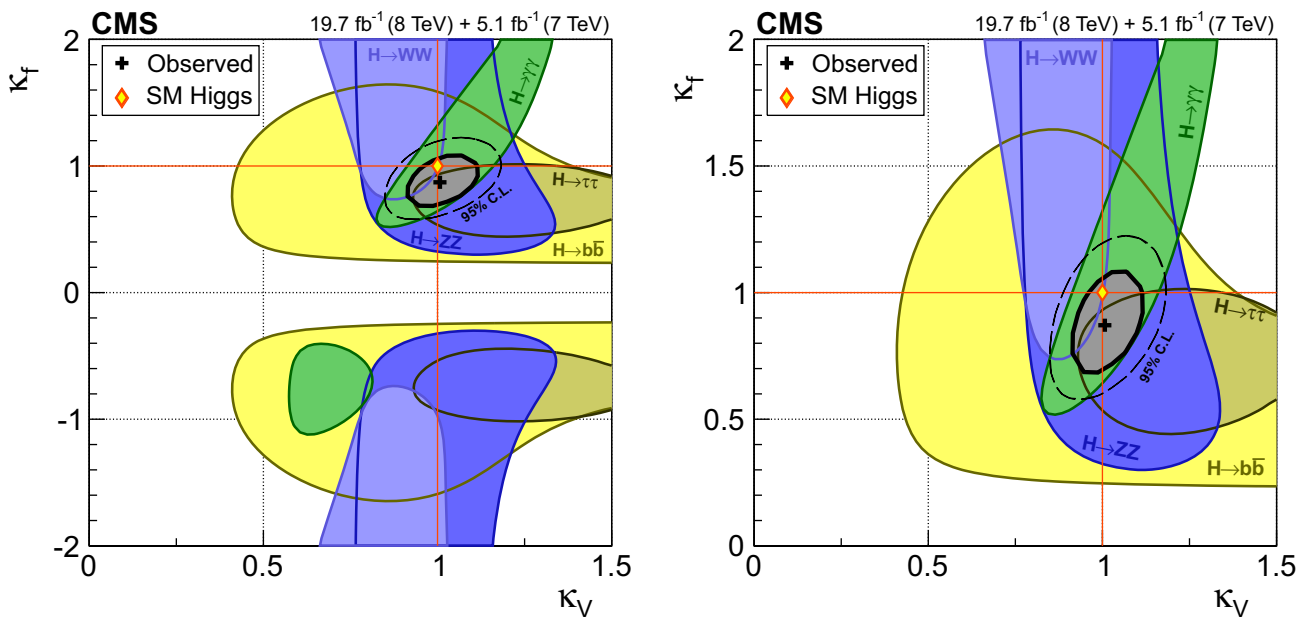 CMS
19.7 fb⁻¹ (8 TeV) + 5.1 fb⁻¹ (7 TeV)
κf
2
1
0
-1
-2
Observed
SM Higgs
H→WW
H→γγ
H→ττ
95% C.L.
H→ZZ
H→bb̅
0
0.5
1
1.5
κV
CMS
19.7 fb⁻¹ (8 TeV) + 5.1 fb⁻¹ (7 TeV)
κf
2
1.5
1
0.5
0
Observed
SM Higgs
H→WW
H→γγ
H→ττ
95% C.L.
H→ZZ
H→bb̅
0
0.5
1
1.5
κV